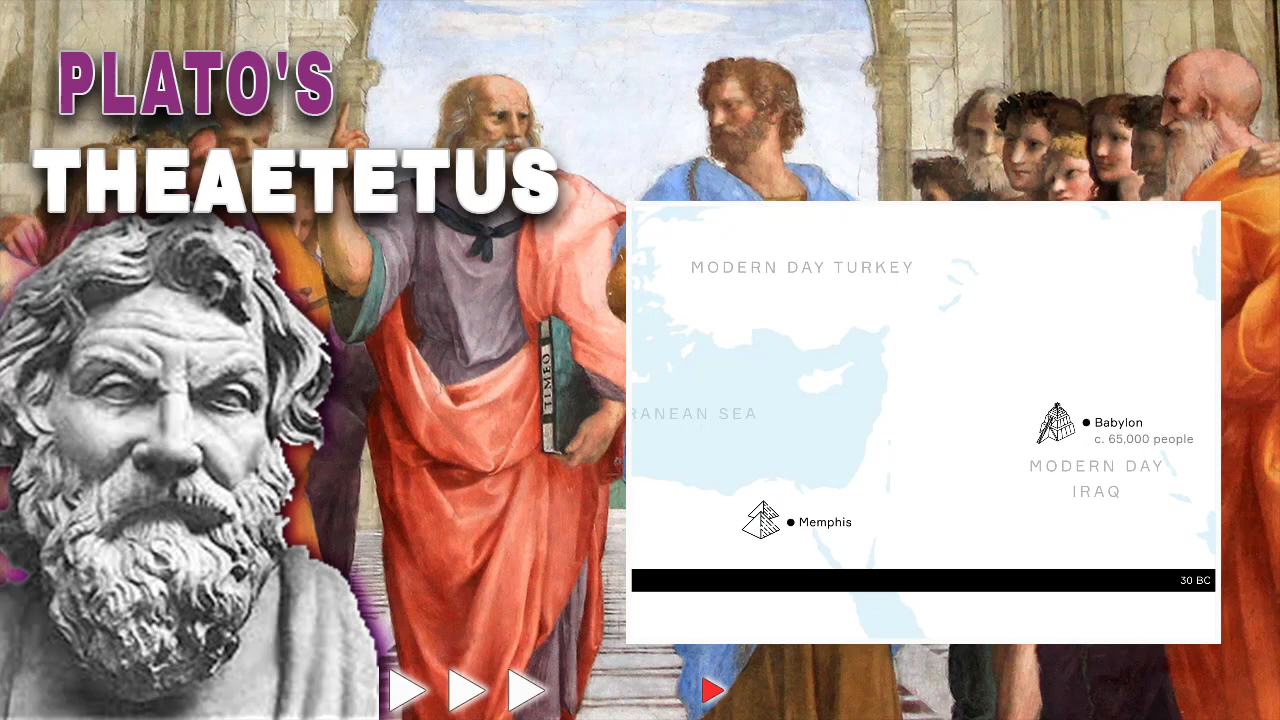 PLATO'S
THEAETETUS
TIMEO
MODERN DAY TURKEY
RANEAN SEA
Babylon
c. 65,000 people
MODERN DAY
IRAQ
Memphis
30 BC